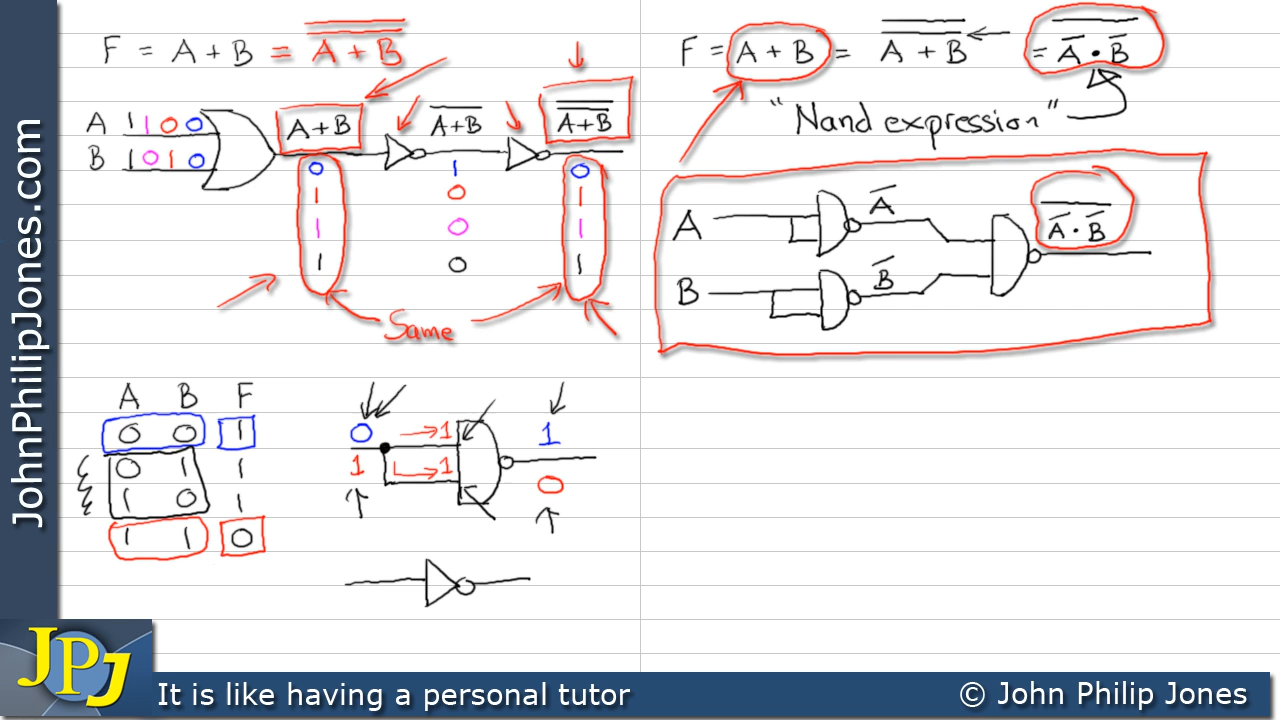 F = A + B = A̿ ̿+̿ ̿B̿
A 1 1 0 0
B 1 0 1 0
A+B
A̅+̅B̅
A̿+̿B̿
0 1 0
1 0 1
1 0 1
1 0 1
Same
A B F
0 0 1
0 1 1
1 0 1
1 1 0
0 → 1 1
1 → 1 0
F = A + B = A̿ ̿+̿ ̿B̿ = \overline{A̅ • B̅}
"Nand expression"
A A̅
\overline{A̅ • B̅}
B B̅
JohnPhilipJones.com
JPJ
It is like having a personal tutor
© John Philip Jones